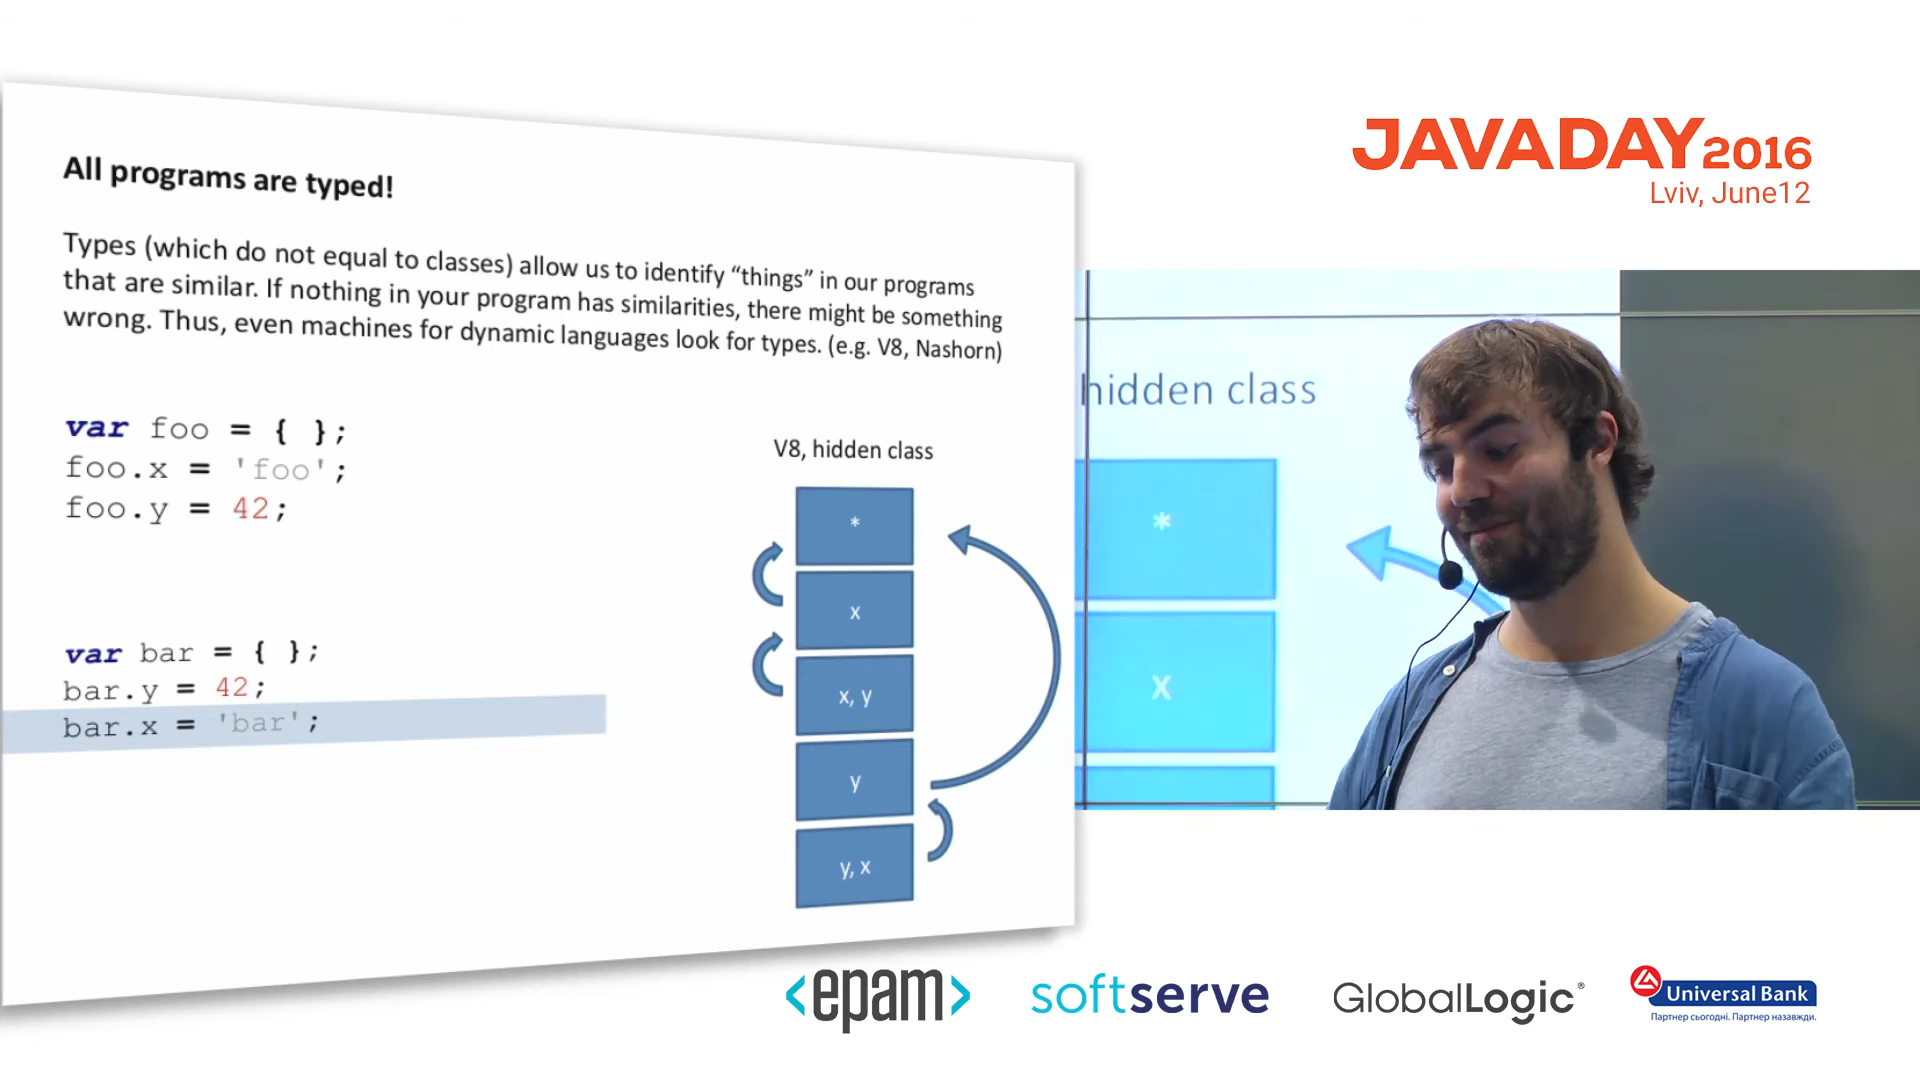 All programs are typed!
Types (which do not equal to classes) allow us to identify “things” in our programs
that are similar. If nothing in your program has similarities, there might be something
wrong. Thus, even machines for dynamic languages look for types. (e.g. V8, Nashorn)
var foo = { };
foo.x = 'foo';
foo.y = 42;
var bar = { };
bar.y = 42;
bar.x = 'bar';
V8, hidden class
*
x
x, y
y
y, x
JAVADAY 2016
Lviv, June12
hidden class
*
x
<epam>
softserve
GlobalLogic®
Universal Bank
Партнер сьогодні. Партнер назавжди.